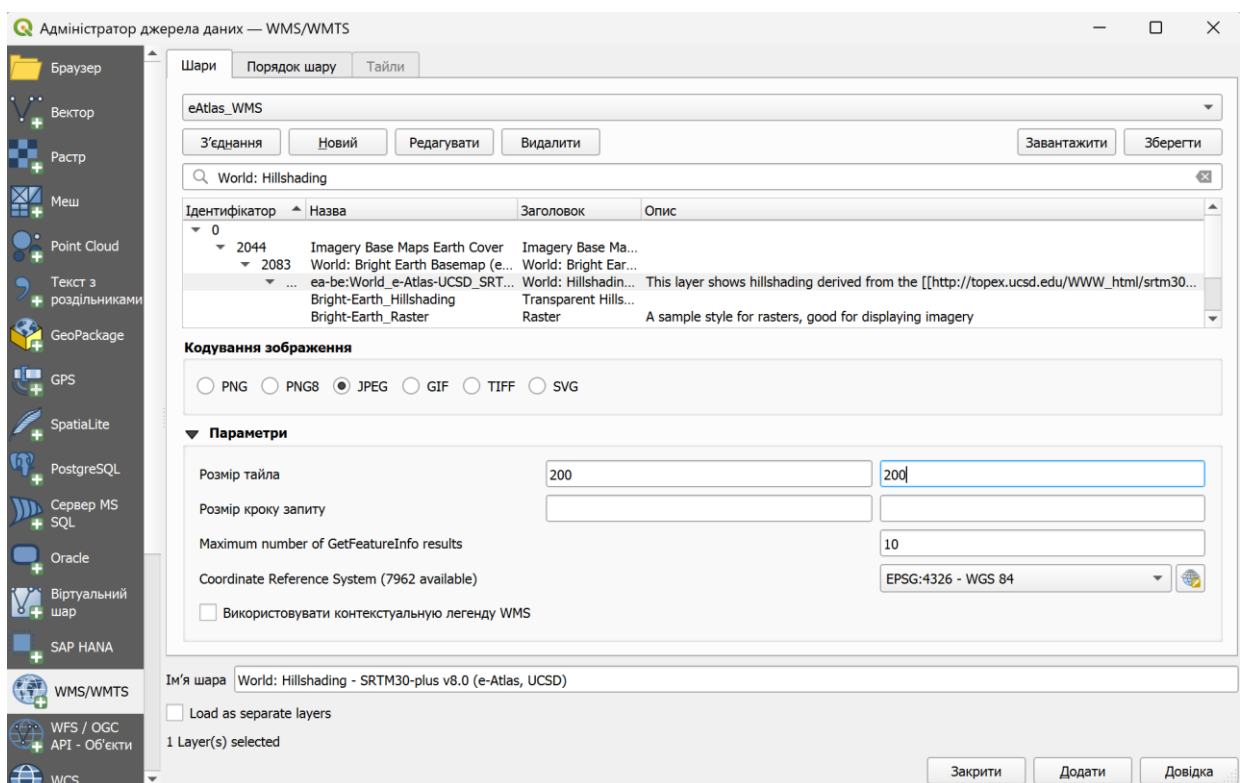 Адміністратор джерела даних — WMS/WMTS
Браузер
Вектор
Растр
Меш
Point Cloud
Текст з
роздільниками
GeoPackage
GPS
SpatiaLite
PostgreSQL
Сервер MS
SQL
Oracle
Віртуальний
шар
SAP HANA
WMS/WMTS
WFS / OGC
API - Об'єкти
WCS
Шари Порядок шару Тайли
eAtlas_WMS
З'єднання Новий Редагувати Видалити Завантажити Зберегти
World: Hillshading
Ідентифікатор Назва Заголовок Опис
0
2044 Imagery Base Maps Earth Cover Imagery Base Ma...
2083 World: Bright Earth Basemap (e... World: Bright Ear...
... ea-be:World_e-Atlas-UCSD_SRT... World: Hillshadin... This layer shows hillshading derived from the [[http://topex.ucsd.edu/WWW_html/srtm30...
Bright-Earth_Hillshading Transparent Hills...
Bright-Earth_Raster Raster A sample style for rasters, good for displaying imagery
Кодування зображення
PNG PNG8 JPEG GIF TIFF SVG
Параметри
Розмір тайла 200 200
Розмір кроку запиту
Maximum number of GetFeatureInfo results 10
Coordinate Reference System (7962 available) EPSG:4326 - WGS 84
Використовувати контекстуальную легенду WMS
Ім'я шара World: Hillshading - SRTM30-plus v8.0 (e-Atlas, UCSD)
Load as separate layers
1 Layer(s) selected
Закрити Додати Довідка